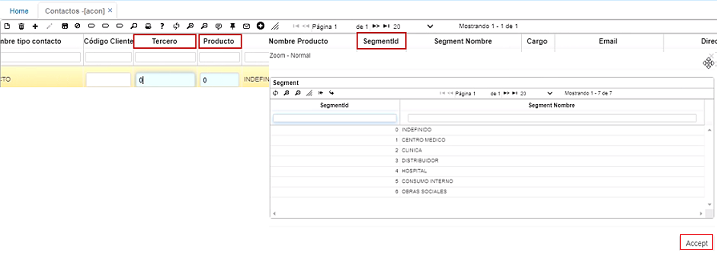 Home Contactos -[acon] ×
Página 1 de 1 20 Mostrando 1 - 1 de 1
nbre tipo contacto Código Cliente Tercero Producto Nombre Producto SegmentId Segment Nombre Cargo Email Direc
Zoom - Normal
CTO 0 0 INDEFIN
Segment
Página 1 de 1 20 Mostrando 1 - 7 de 7
SegmentId Segment Nombre
0 INDEFINIDO
1 CENTRO MEDICO
2 CLINICA
3 DISTRIBUIDOR
4 HOSPITAL
5 CONSUMO INTERNO
6 OBRAS SOCIALES
Accept